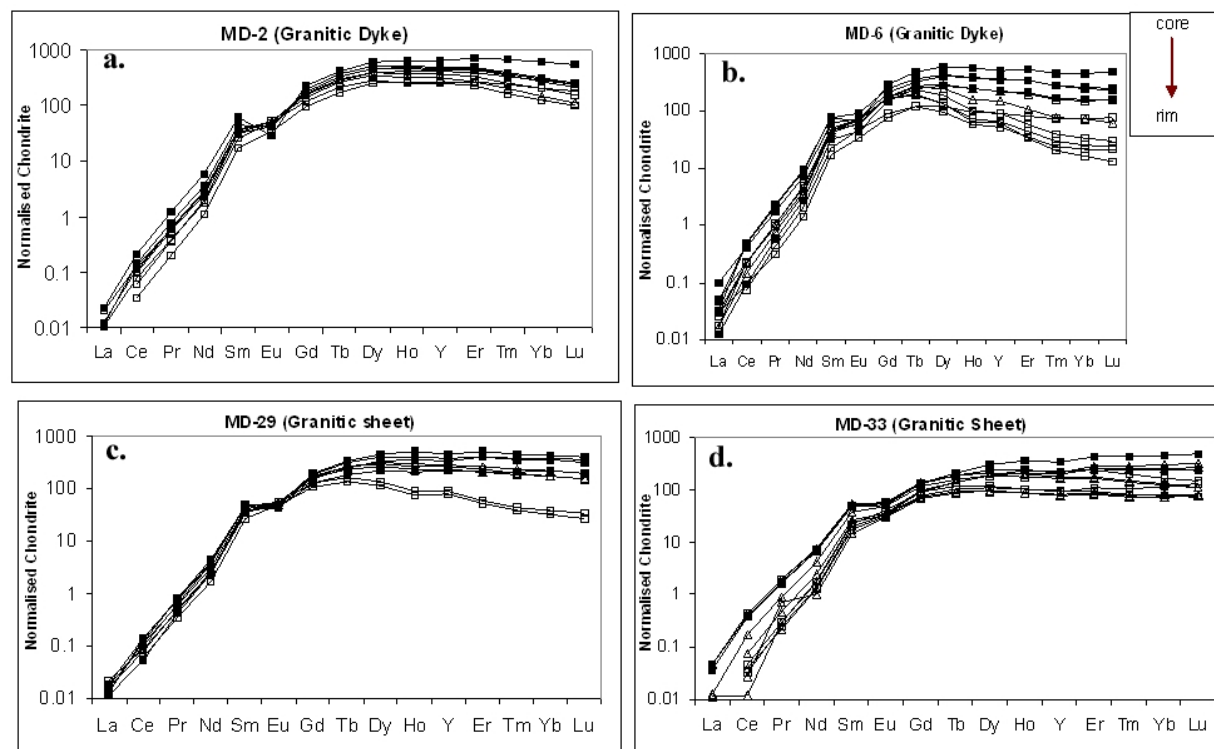 MD-2 (Granitic Dyke)
a.
Normalised Chondrite
1000
100
10
1
0.1
0.01
La Ce Pr Nd Sm Eu Gd Tb Dy Ho Y Er Tm Yb Lu
MD-6 (Granitic Dyke)
b.
Normalised Chondrite
1000
100
10
1
0.1
0.01
La Ce Pr Nd Sm Eu Gd Tb Dy Ho Y Er Tm Yb Lu
core
rim
MD-29 (Granitic sheet)
c.
Normalised Chondrite
1000
100
10
1
0.1
0.01
La Ce Pr Nd Sm Eu Gd Tb Dy Ho Y Er Tm Yb Lu
MD-33 (Granitic Sheet)
d.
Normalised Chondrite
1000
100
10
1
0.1
0.01
La Ce Pr Nd Sm Eu Gd Tb Dy Ho Y Er Tm Yb Lu